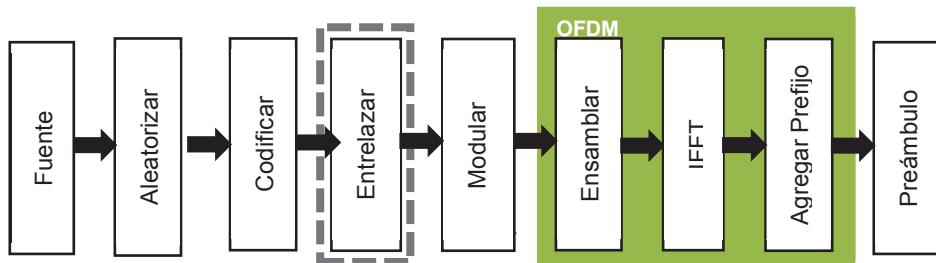 OFDM
Fuente
Aleatorizar
Codificar
Entrelazar
Modular
Ensamblar
IFFT
Agregar Prefijo
Preámbulo